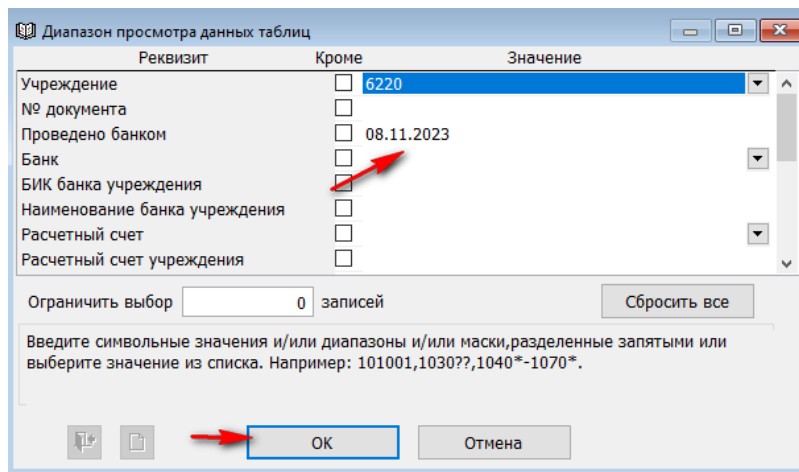 Диапазон просмотра данных таблиц
Реквизит Кроме Значение
Учреждение 6220
№ документа
Проведено банком 08.11.2023
Банк
БИК банка учреждения
Наименование банка учреждения
Расчетный счет
Расчетный счет учреждения
Ограничить выбор 0 записей Сбросить все
Введите символьные значения и/или диапазоны и/или маски,разделенные запятыми или
выберите значение из списка. Например: 101001,1030??,1040*-1070*.
ОК Отмена